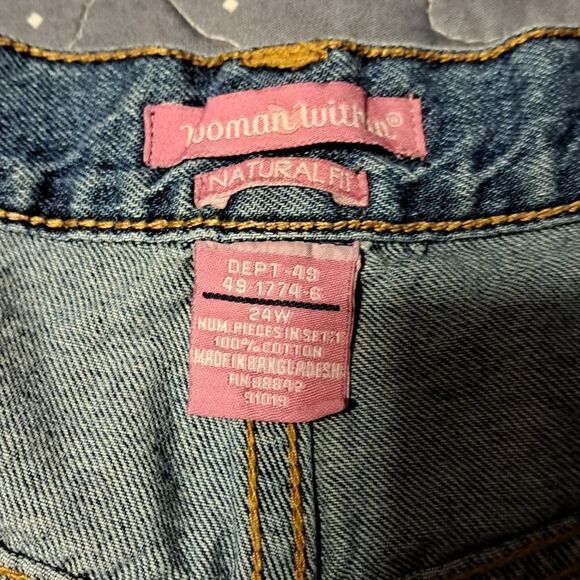 Woman Within®
NATURAL FIT
DEPT-49
49-1774-6
24W
NUM. PIECES IN SET:1
100% COTTON
MADE IN BANGLADESH
RN 88842
91019